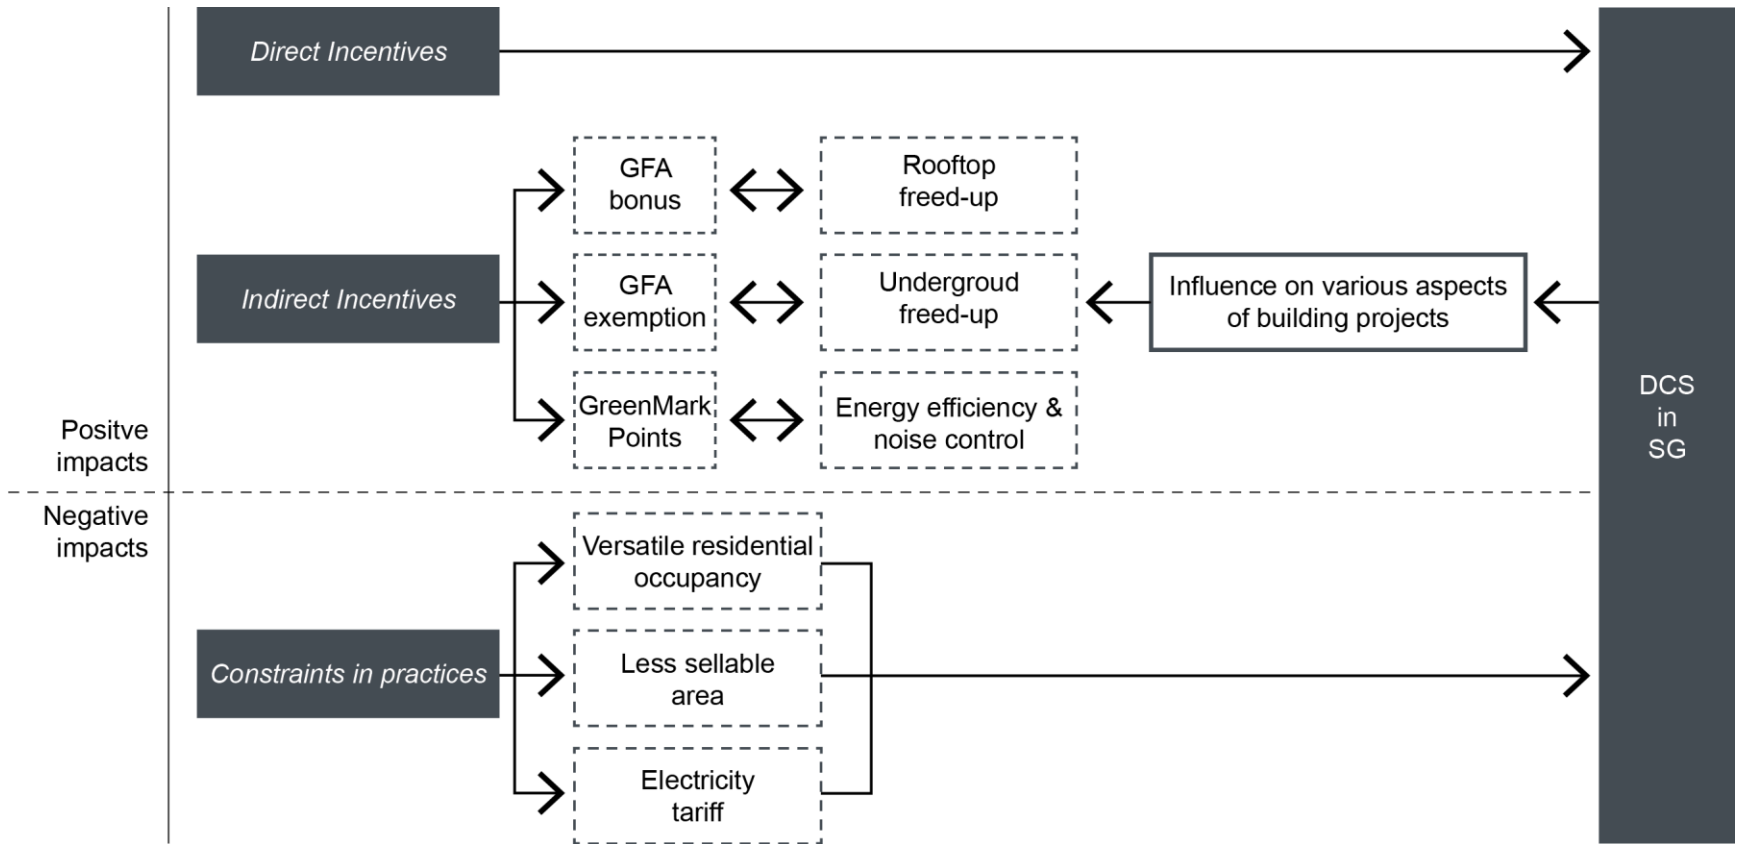 Direct Incentives
GFA
bonus
Rooftop
freed-up
Indirect Incentives
GFA
exemption
Undergroud
freed-up
Influence on various aspects
of building projects
GreenMark
Points
Energy efficiency &
noise control
DCS
in
SG
Positve
impacts
Negative
impacts
Versatile residential
occupancy
Constraints in practices
Less sellable
area
Electricity
tariff